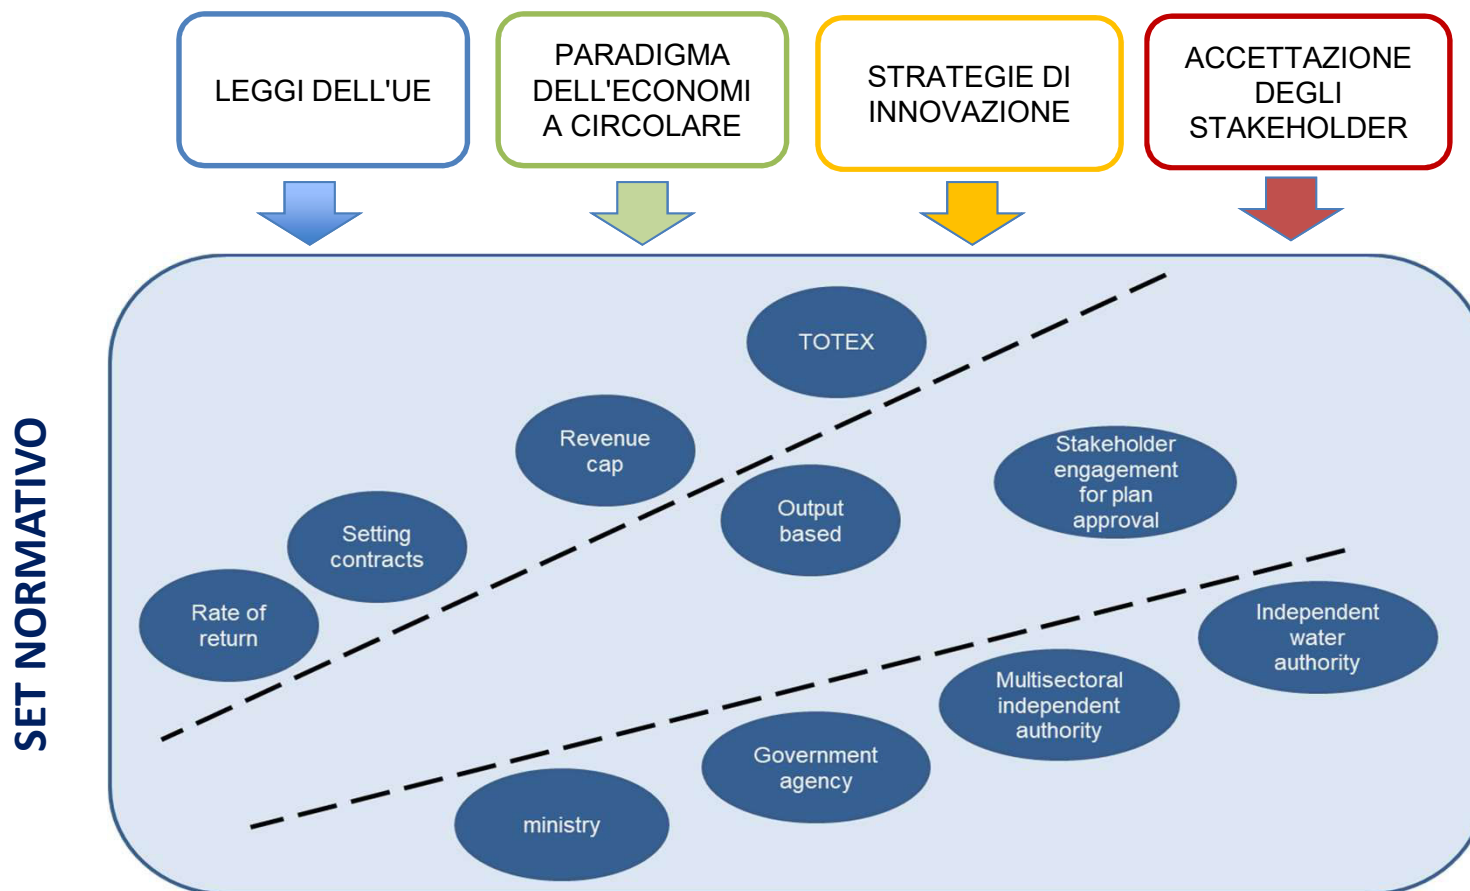 LEGGI DELL'UE
PARADIGMA
DELL'ECONOMI
A CIRCOLARE
STRATEGIE DI
INNOVAZIONE
ACCETTAZIONE
DEGLI
STAKEHOLDER
SET NORMATIVO
TOTEX
Revenue
cap
Stakeholder
engagement
for plan
approval
Output
based
Setting
contracts
Rate of
return
Independent
water
authority
Multisectoral
independent
authority
Government
agency
ministry